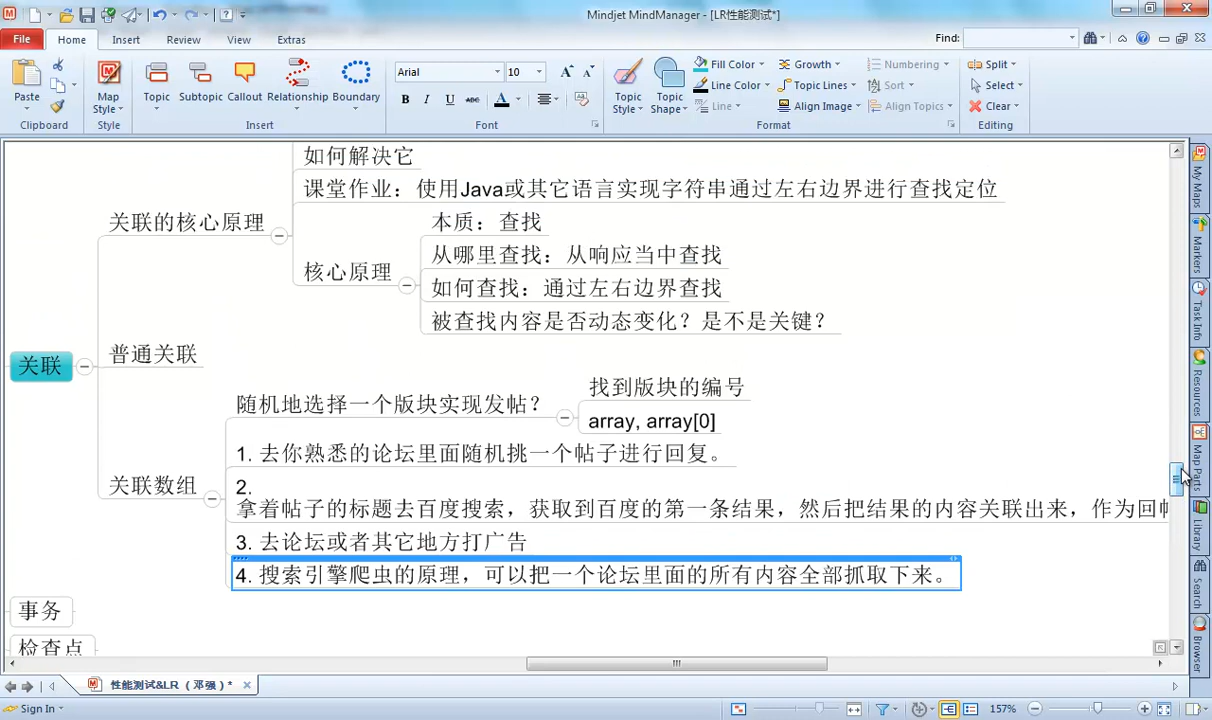 Mindjet MindManager - [LR性能测试*]
File Home Insert Review View Extras Find:
Paste Map Style Topic Subtopic Callout Relationship Boundary
Arial 10
B I U abc A
Topic Style Topic Shape Fill Color Growth Numbering Split
Line Color Topic Lines Sort Select
Line Align Image Align Topics Clear
Clipboard Style Insert Font Format Editing
如何解决它
课堂作业：使用Java或其它语言实现字符串通过左右边界进行查找定位
关联的核心原理
本质：查找
从哪里查找：从响应当中查找
核心原理
如何查找：通过左右边界查找
被查找内容是否动态变化？是不是关键？
普通关联
关联
找到版块的编号
随机地选择一个版块实现发帖？
array, array[0]
1. 去你熟悉的论坛里面随机挑一个帖子进行回复。
关联数组
2.
拿着帖子的标题去百度搜索，获取到百度的第一条结果，然后把结果的内容关联出来，作为回帖
3. 去论坛或者其它地方打广告
4. 搜索引擎爬虫的原理，可以把一个论坛里面的所有内容全部抓取下来。
事务
检查点
My Maps
Markers
Task Info
Resources
Map Parts
Library
Search
Browser
性能测试&LR （邓强）*
Sign In
157%